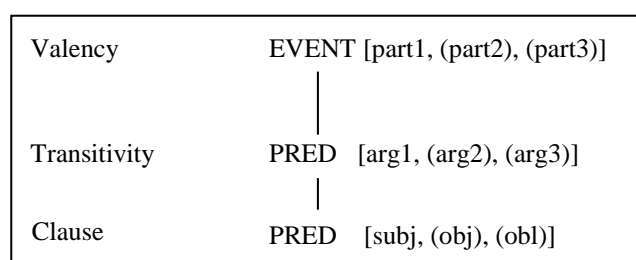 Valency EVENT [part1, (part2), (part3)]
Transitivity PRED [arg1, (arg2), (arg3)]
Clause PRED [subj, (obj), (obl)]